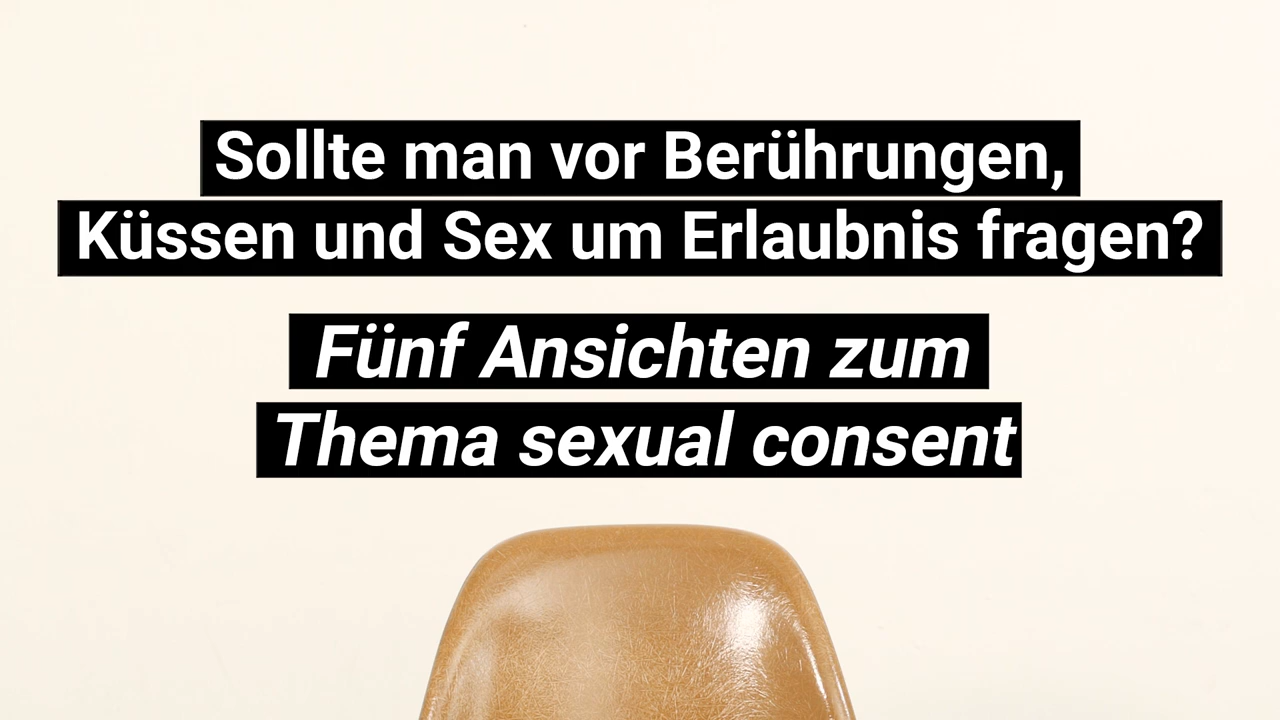 Sollte man vor Berührungen,
Küssen und Sex um Erlaubnis fragen?
Fünf Ansichten zum
Thema sexual consent